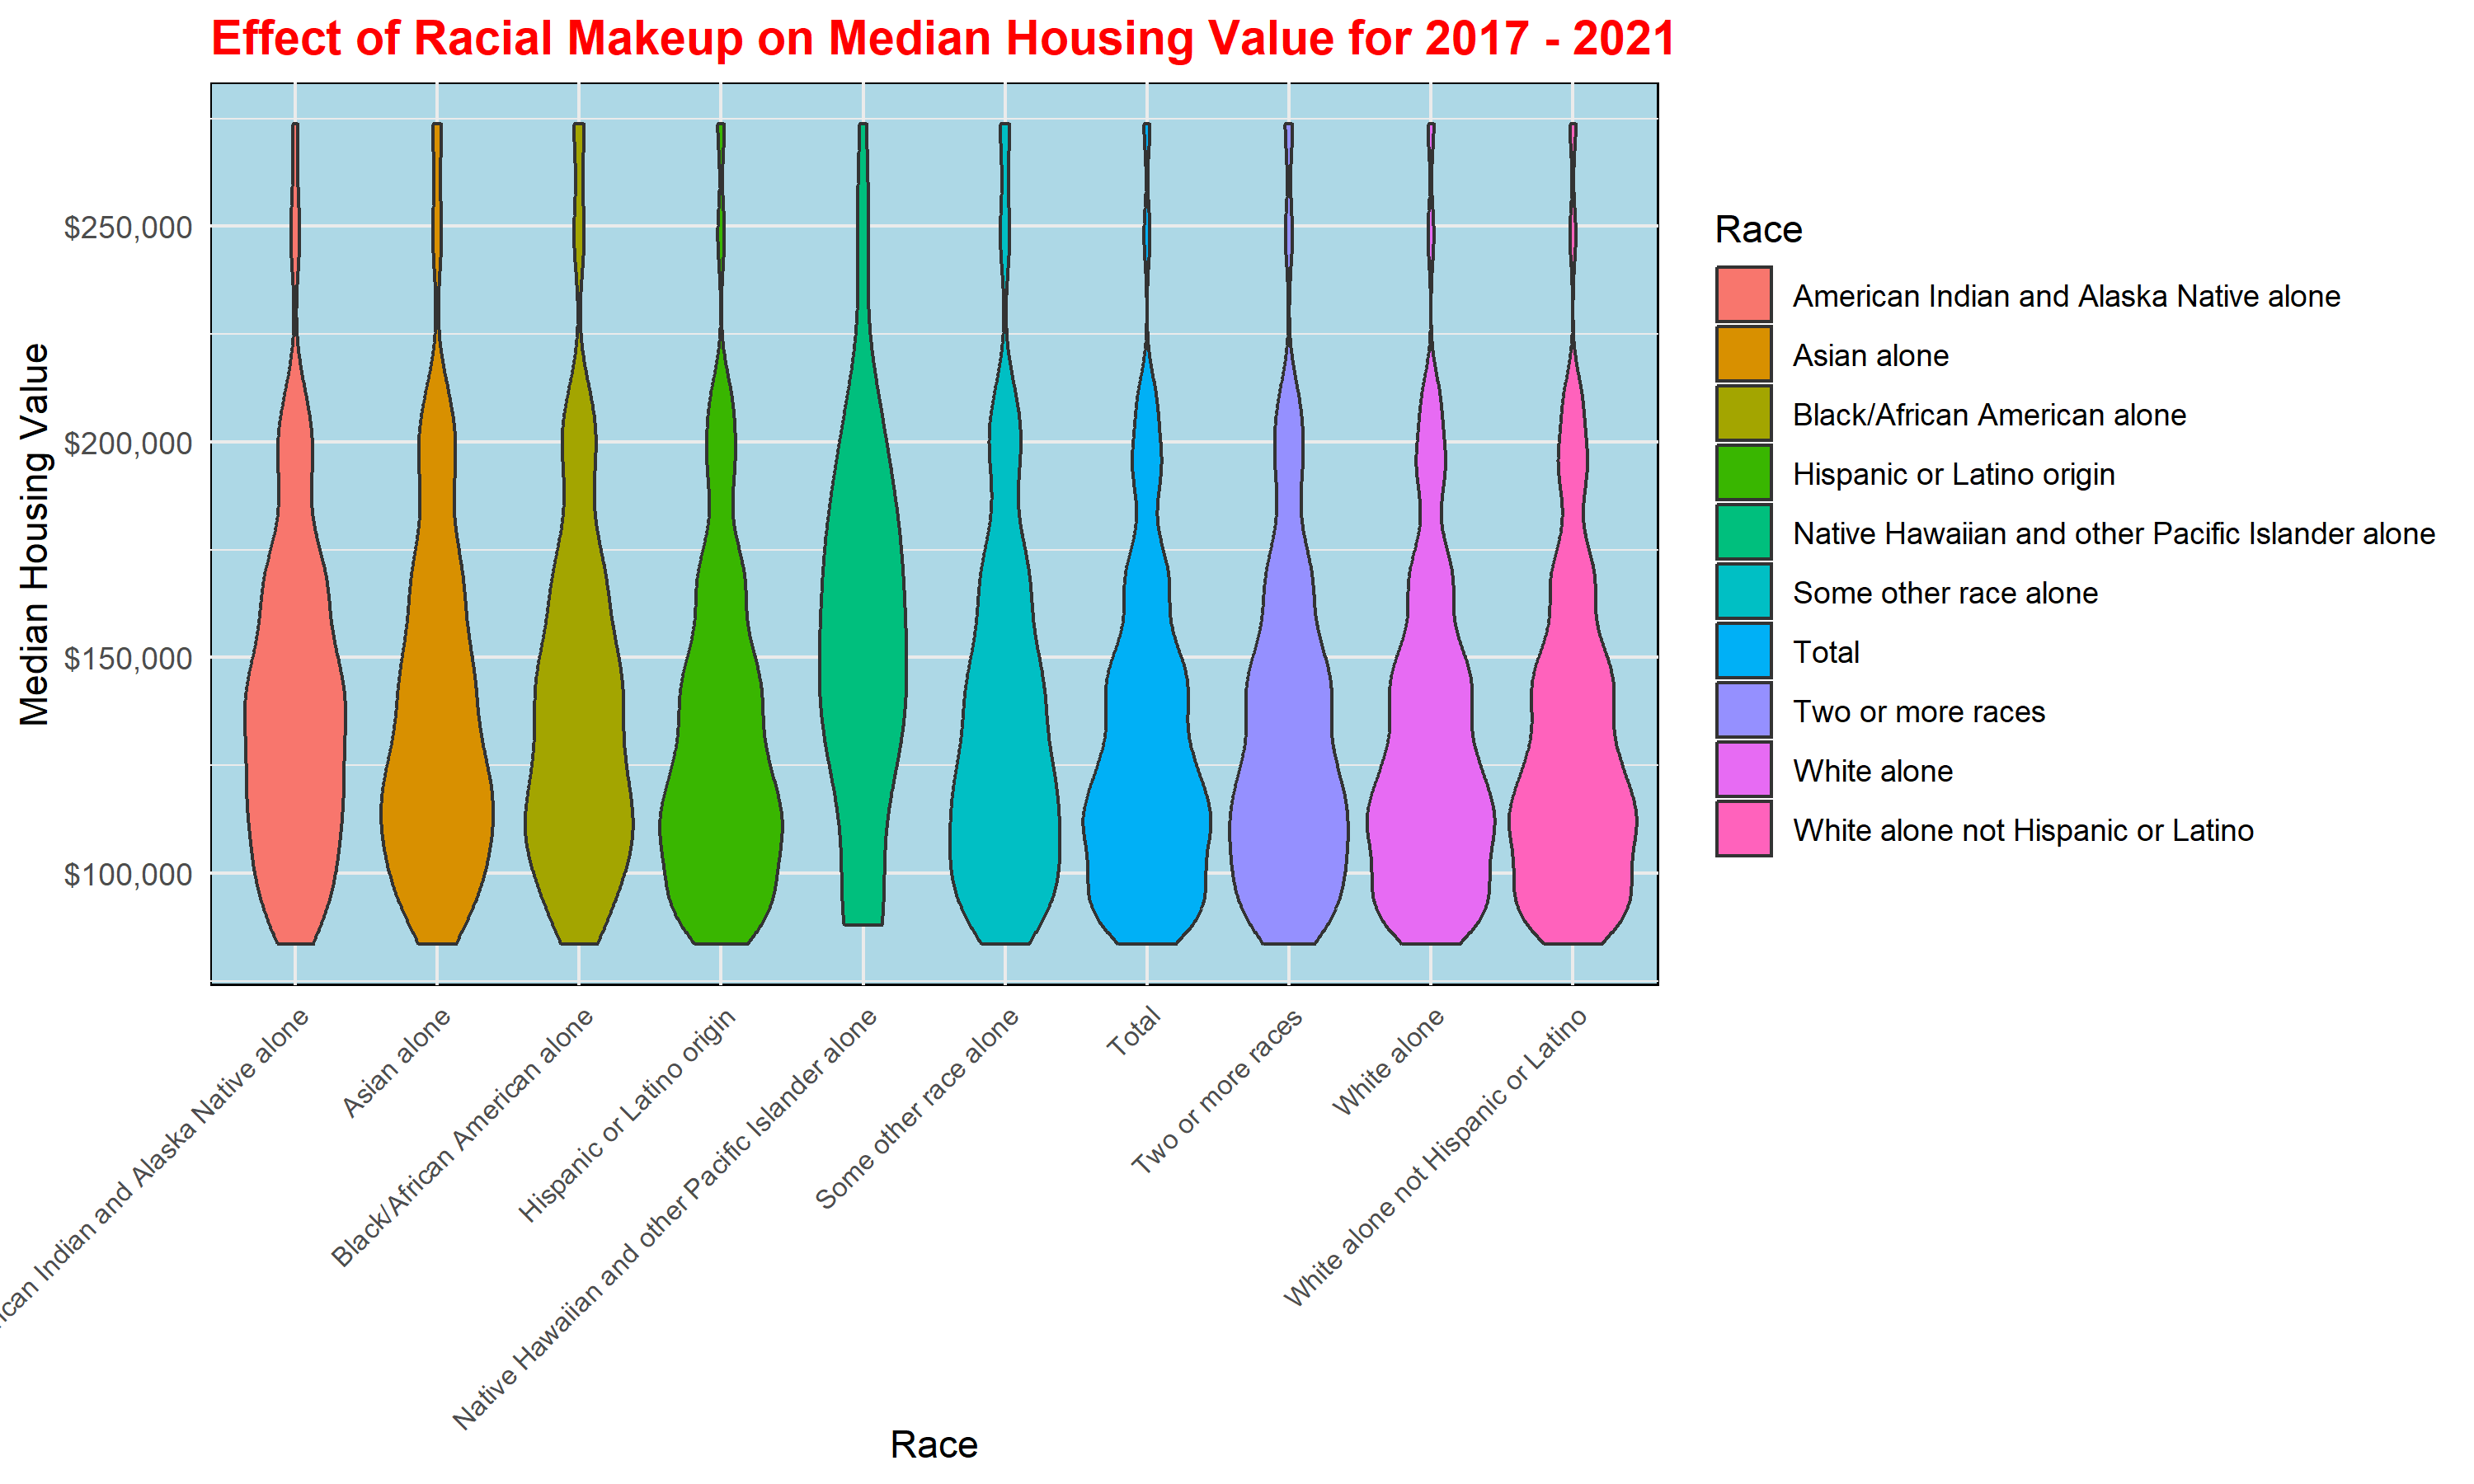 Effect of Racial Makeup on Median Housing Value for 2017 - 2021
Median Housing Value
$250,000
$200,000
$150,000
$100,000
Indian and Alaska Native alone
Asian alone
Black/African American alone
Hispanic or Latino origin
Native Hawaiian and other Pacific Islander alone
Some other race alone
Total
Two or more races
White alone
White alone not Hispanic or Latino
Race
Race
American Indian and Alaska Native alone
Asian alone
Black/African American alone
Hispanic or Latino origin
Native Hawaiian and other Pacific Islander alone
Some other race alone
Total
Two or more races
White alone
White alone not Hispanic or Latino